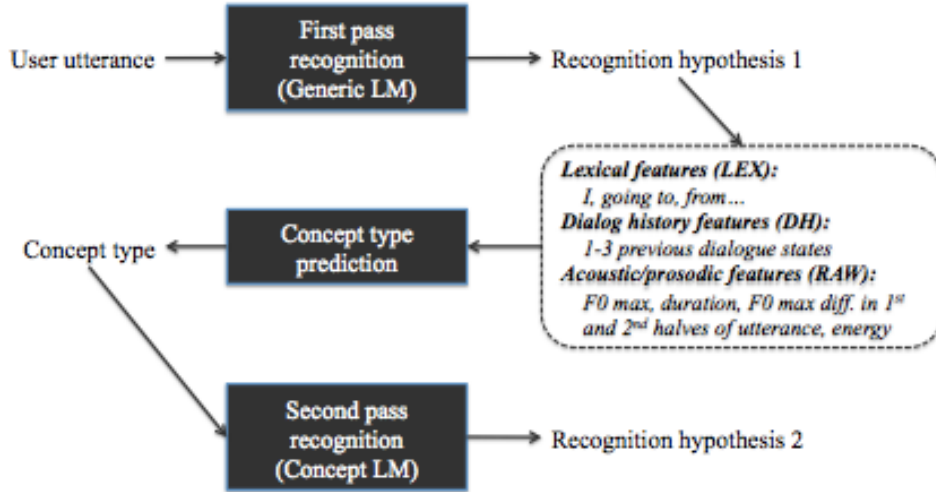 User utterance
First pass
recognition
(Generic LM)
Recognition hypothesis 1
Lexical features (LEX):
I, going to, from...
Dialog history features (DH):
1-3 previous dialogue states
Acoustic/prosodic features (RAW):
F0 max, duration, F0 max diff. in 1st
and 2nd halves of utterance, energy
Concept type
prediction
Concept type
Second pass
recognition
(Concept LM)
Recognition hypothesis 2